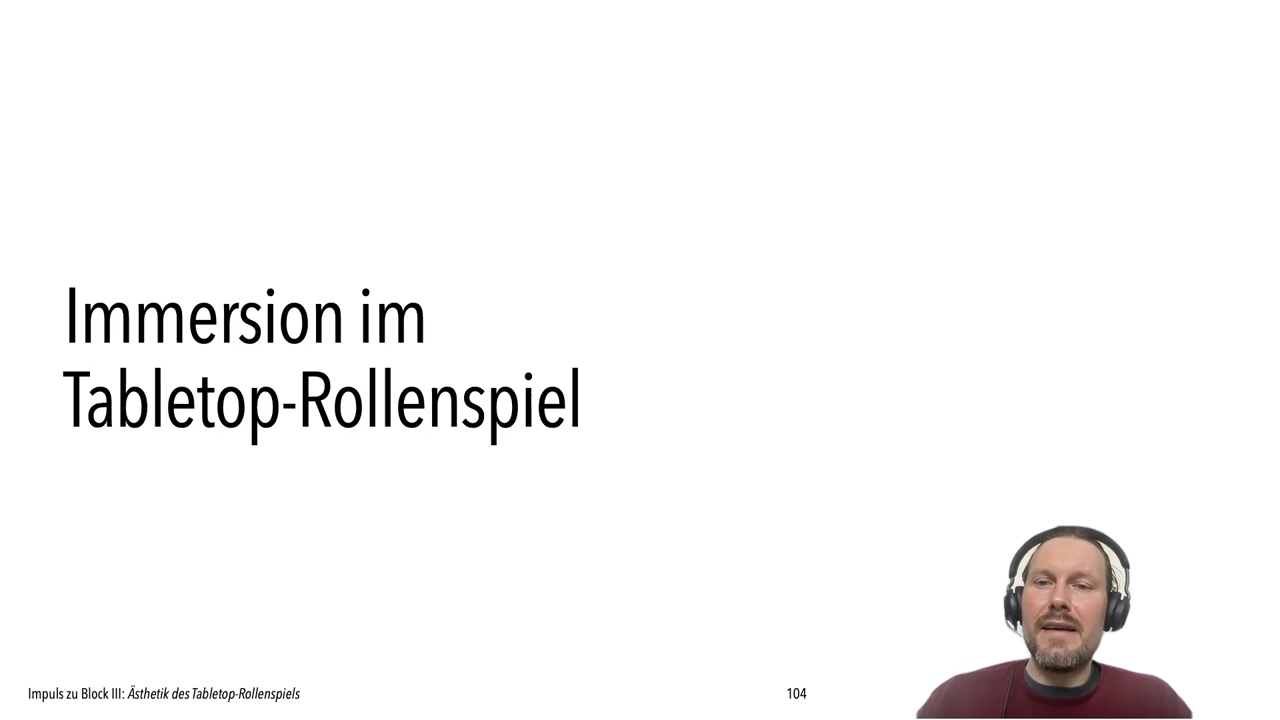 Immersion im
Tabletop-Rollenspiel
Impuls zu Block III: Ästhetik des Tabletop-Rollenspiels
104